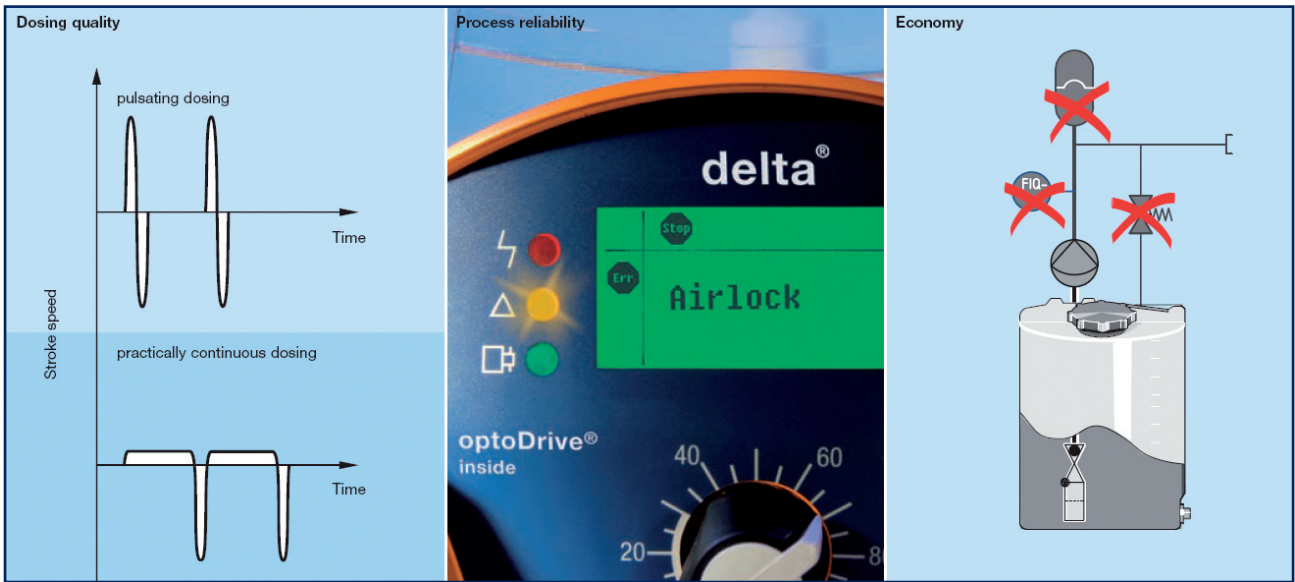 Dosing quality
pulsating dosing
Time
Stroke speed
practically continuous dosing
Time
Process reliability
delta®
Stop
Err
Airlock
optoDrive®
inside
40
60
20
80
Economy
FIQ-